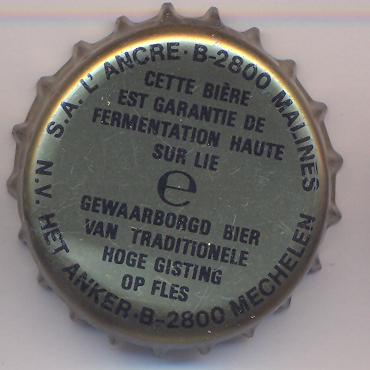 S.A. L'ANCRE · B-2800 MALINES
CETTE BIÈRE
EST GARANTIE DE
FERMENTATION HAUTE
SUR LIE
e
GEWAARBORGD BIER
VAN TRADITIONELE
HOGE GISTING
OP FLES
N.V. HET ANKER · B-2800 MECHELEN